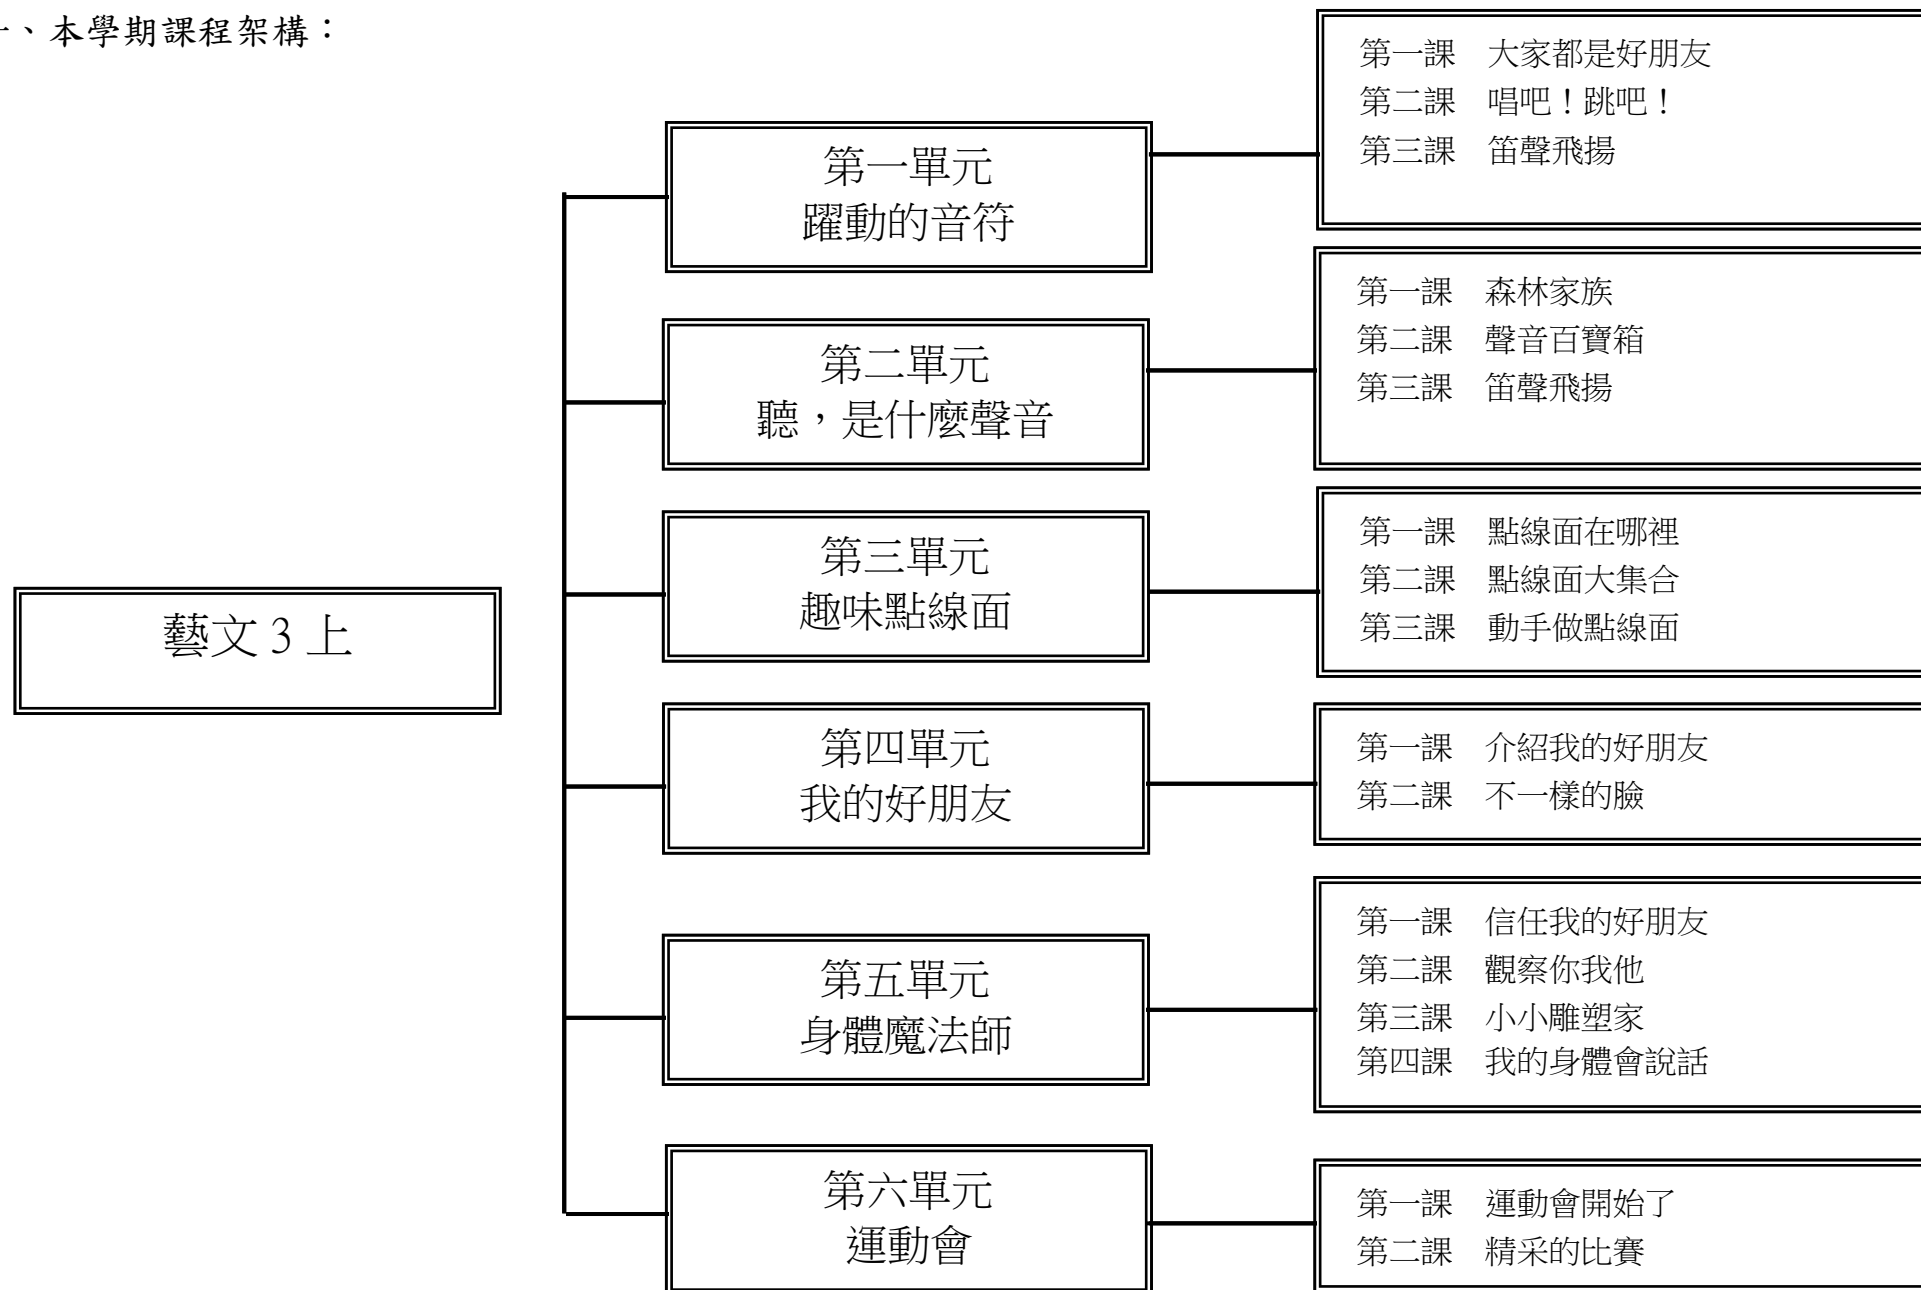 、本學期課程架構：
藝文 3 上
第一單元
躍動的音符
第一課 大家都是好朋友
第二課 唱吧！跳吧！
第三課 笛聲飛揚
第二單元
聽，是什麼聲音
第一課 森林家族
第二課 聲音百寶箱
第三課 笛聲飛揚
第三單元
趣味點線面
第一課 點線面在哪裡
第二課 點線面大集合
第三課 動手做點線面
第四單元
我的好朋友
第一課 介紹我的好朋友
第二課 不一樣的臉
第五單元
身體魔法師
第一課 信任我的好朋友
第二課 觀察你我他
第三課 小小雕塑家
第四課 我的身體會說話
第六單元
運動會
第一課 運動會開始了
第二課 精采的比賽